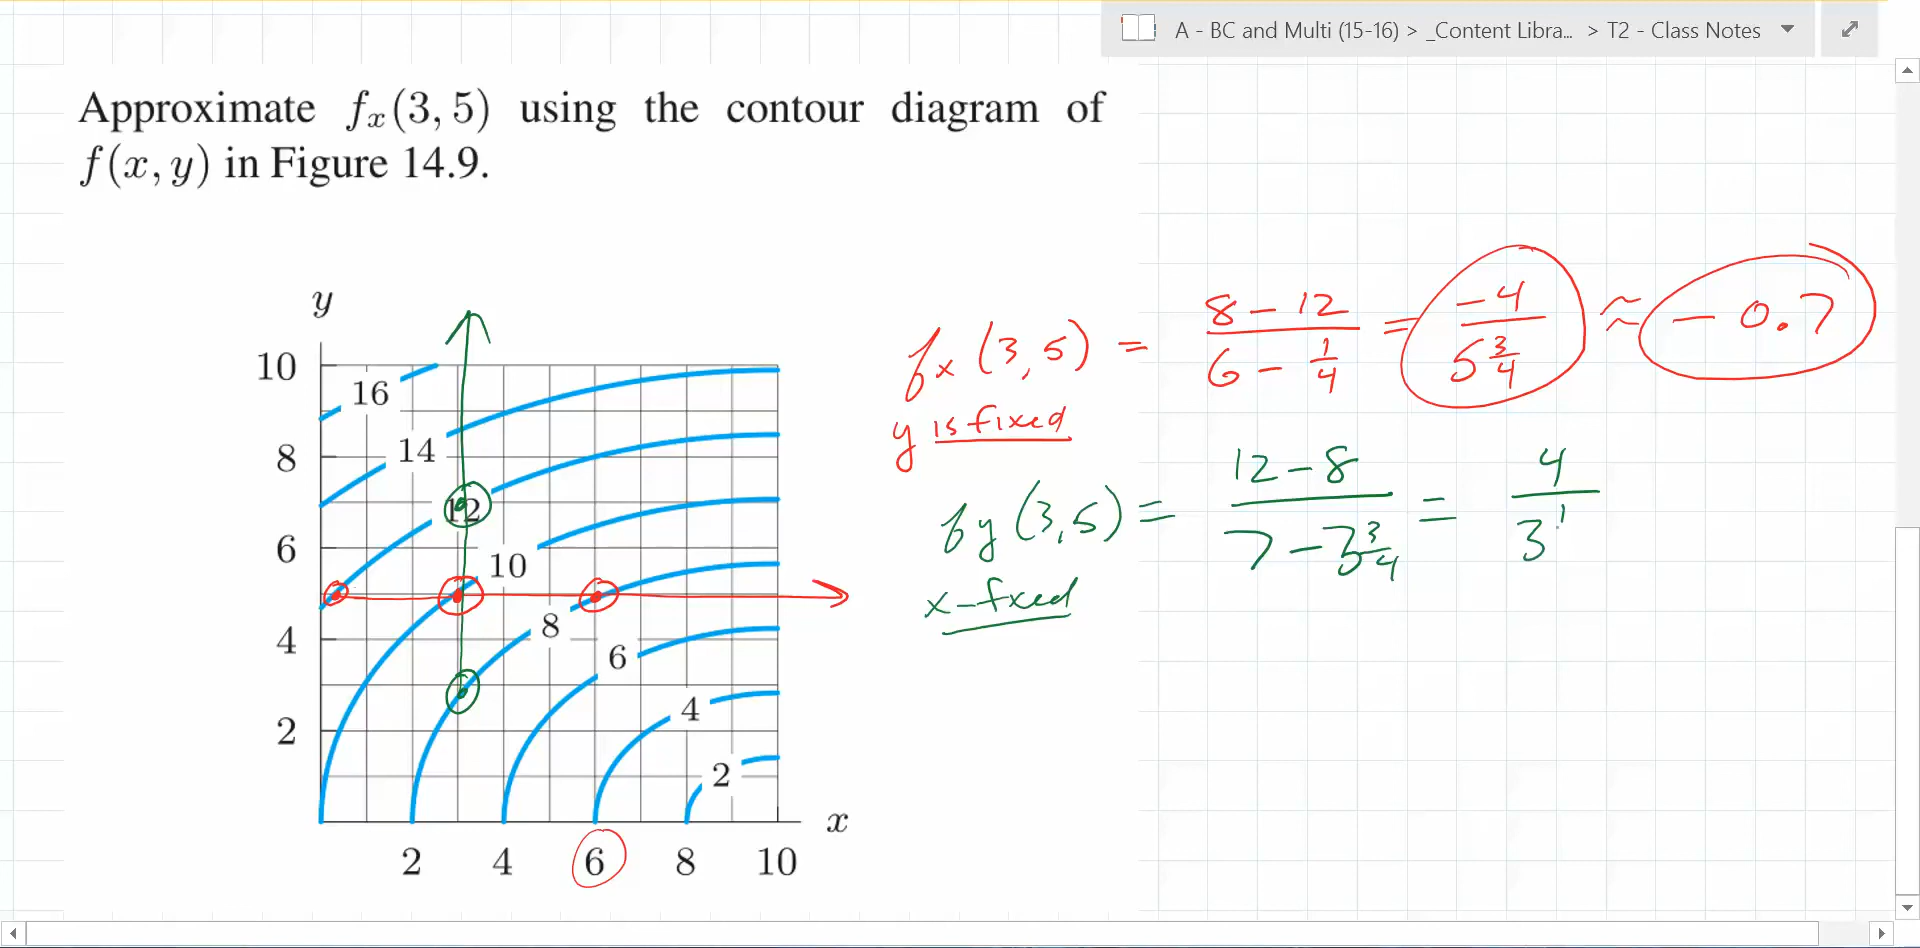 A - BC and Multi (15-16) > _Content Libra... > T2 - Class Notes
Approximate fx(3, 5) using the contour diagram of
f(x, y) in Figure 14.9.
fx (3, 5) = (8 - 12)/(6 - 1/4) = (-4)/(5 3/4) ≈ -0.7
y is fixed
fy (3, 5) = (12 - 8)/(7 - 3 3/4) = 4/(3 1
x-fxed
y
10
16
14
8
12
6
10
8
4
6
4
2
2
x
2 4 6 8 10